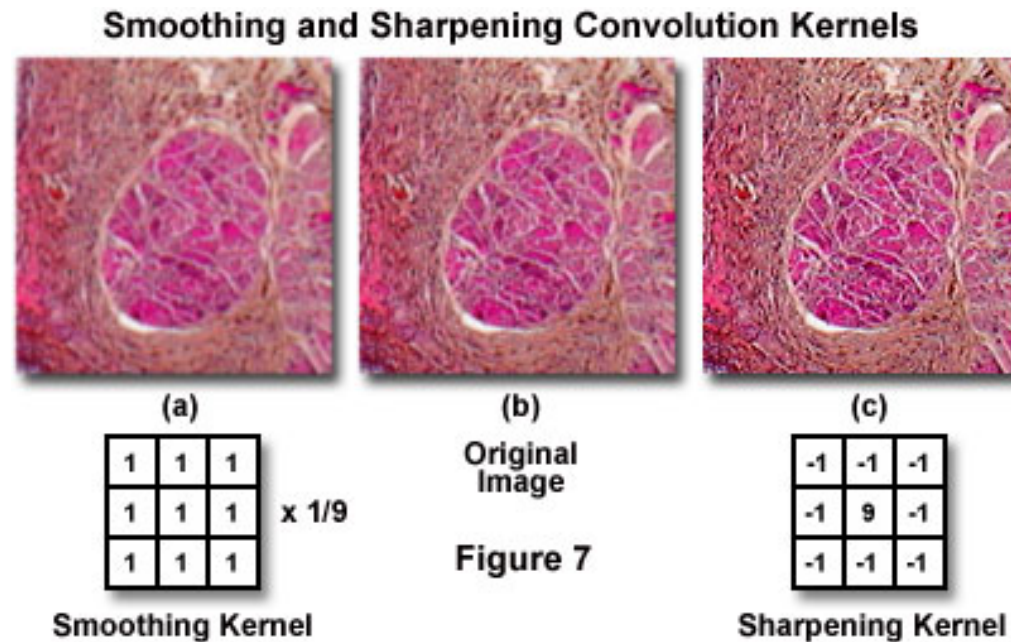 Smoothing and Sharpening Convolution Kernels
(a)
(b)
(c)
1 1 1
1 1 1
1 1 1
x 1/9
Smoothing Kernel
Original
Image
Figure 7
-1 -1 -1
-1 9 -1
-1 -1 -1
Sharpening Kernel